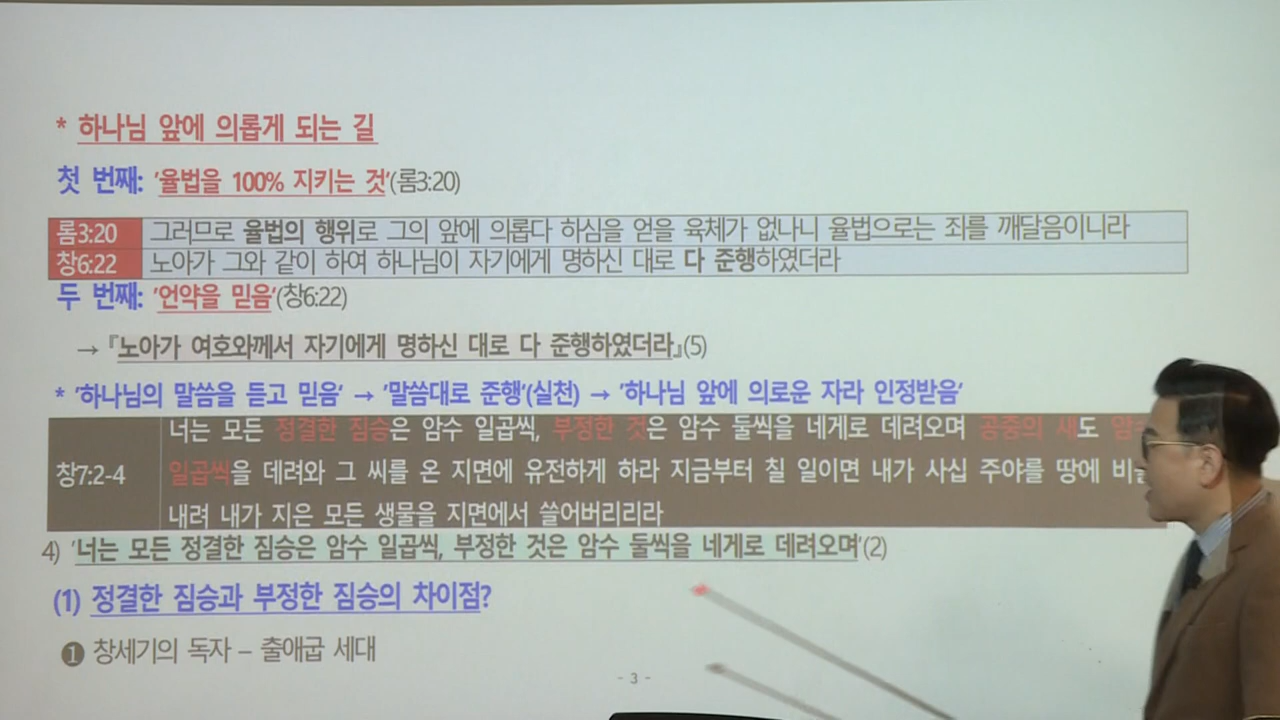 * 하나님 앞에 의롭게 되는 길
첫 번째: '율법을 100% 지키는 것'(롬3:20)
롬3:20 그러므로 율법의 행위로 그의 앞에 의롭다 하심을 얻을 육체가 없나니 율법으로는 죄를 깨달음이니라
창6:22 노아가 그와 같이 하여 하나님이 자기에게 명하신 대로 다 준행하였더라
두 번째: '언약을 믿음'(창6:22)
→ 『노아가 여호와께서 자기에게 명하신 대로 다 준행하였더라』(5)
* '하나님의 말씀을 듣고 믿음' → '말씀대로 준행'(실천) → '하나님 앞에 의로운 자라 인정받음'
너는 모든 정결한 짐승은 암수 일곱씩, 부정한 것은 암수 둘씩을 네게로 데려오며 공중의 새도
창7:2-4 일곱씩을 데려와 그 씨를 온 지면에 유전하게 하라 지금부터 칠 일이면 내가 사십 주야를 땅에
내려 내가 지은 모든 생물을 지면에서 쓸어버리리라
4) '너는 모든 정결한 짐승은 암수 일곱씩, 부정한 것은 암수 둘씩을 네게로 데려오며'(2)
(1) 정결한 짐승과 부정한 짐승의 차이점?
❶ 창세기의 독자 – 출애굽 세대
- 3 -